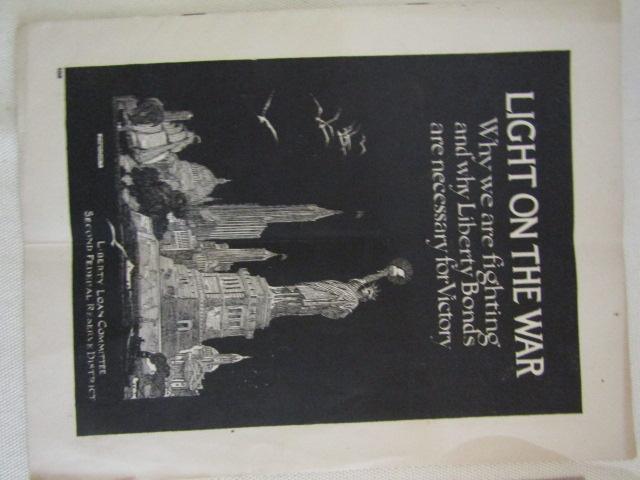 LIGHT ON THE WAR
Why we are fighting
and why Liberty Bonds
are necessary for Victory
LIBERTY LOAN COMMITTEE
SECOND FEDERAL RESERVE DISTRICT